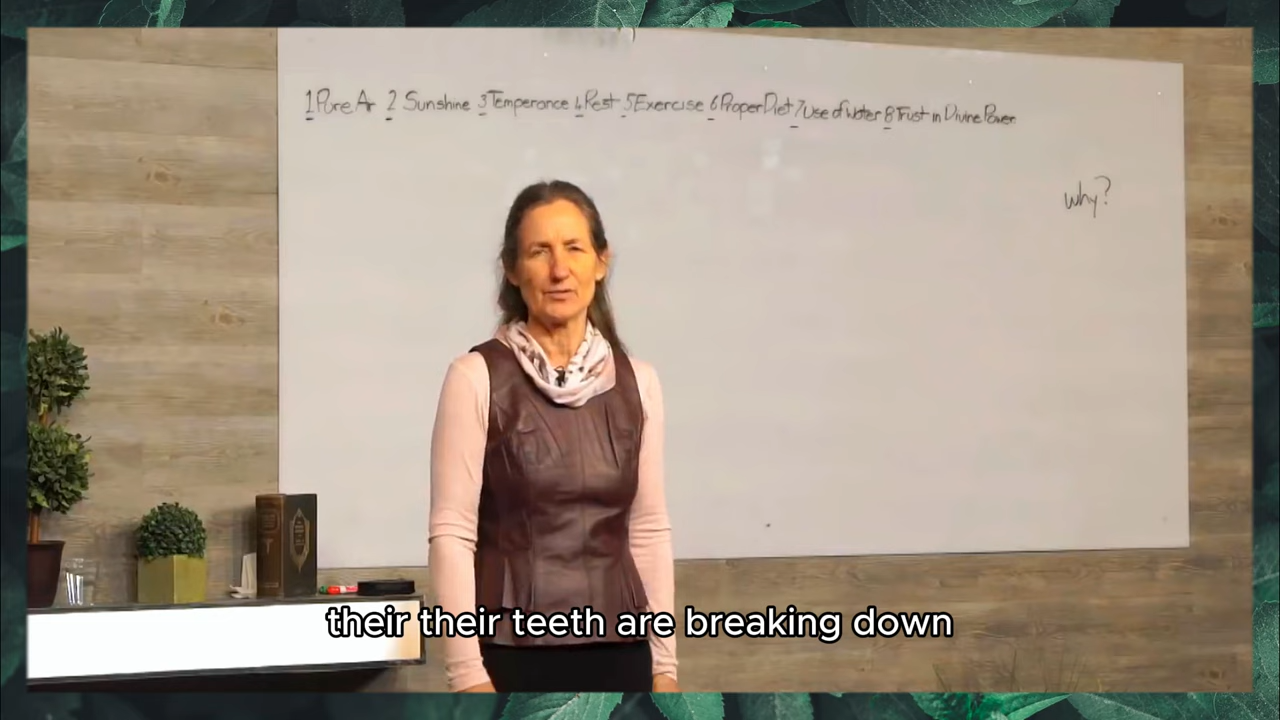 1 Pure Air 2 Sunshine 3 Temperance 4 Rest 5 Exercise 6 Proper Diet 7 Use of Water 8 Trust in Divine Power
why?
their their teeth are breaking down